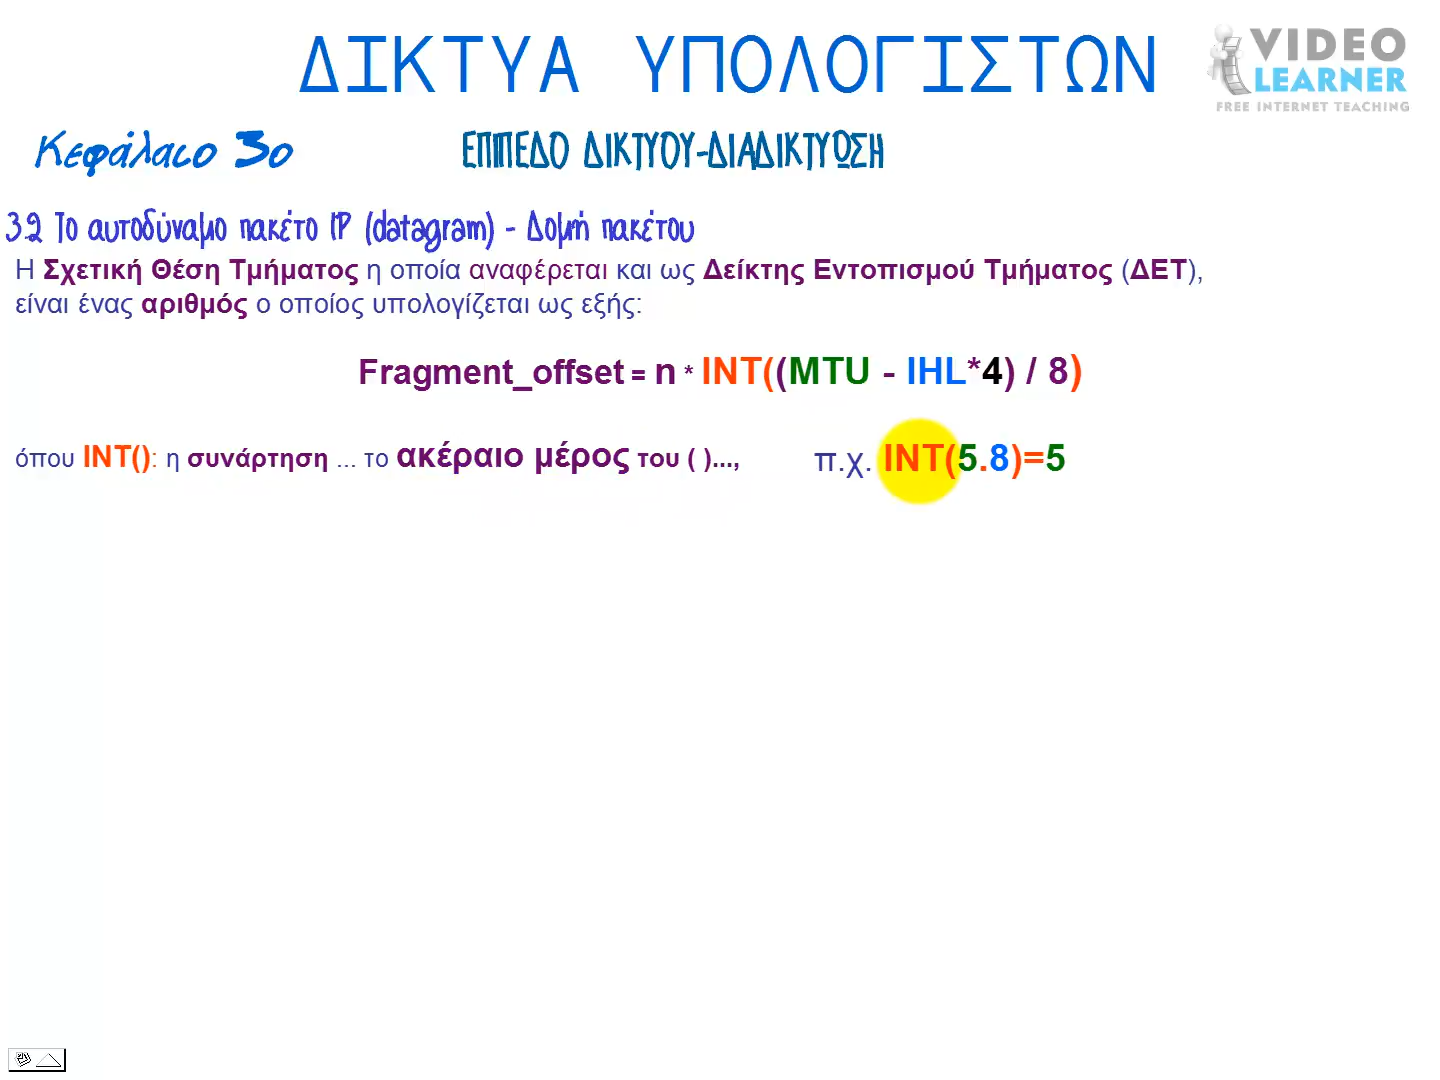 ΔΙΚΤΥΑ ΥΠΟΛΟΓΙΣΤΩΝ
VIDEO
LEARNER
FREE INTERNET TEACHING
Κεφάλαιο 3ο
ΕΠΙΠΕΔΟ ΔΙΚΤΥΟΥ-ΔΙΑΔΙΚΤΥΩΣΗ
3.2 Το αυτοδύναμο πακέτο IP (datagram) - Δομή πακέτου
Η Σχετική Θέση Τμήματος η οποία αναφέρεται και ως Δείκτης Εντοπισμού Τμήματος (ΔΕΤ),
είναι ένας αριθμός ο οποίος υπολογίζεται ως εξής:
Fragment_offset = n * INT((MTU - IHL*4) / 8)
όπου INT(): η συνάρτηση ... το ακέραιο μέρος του ( )..., π.χ. INT(5.8)=5